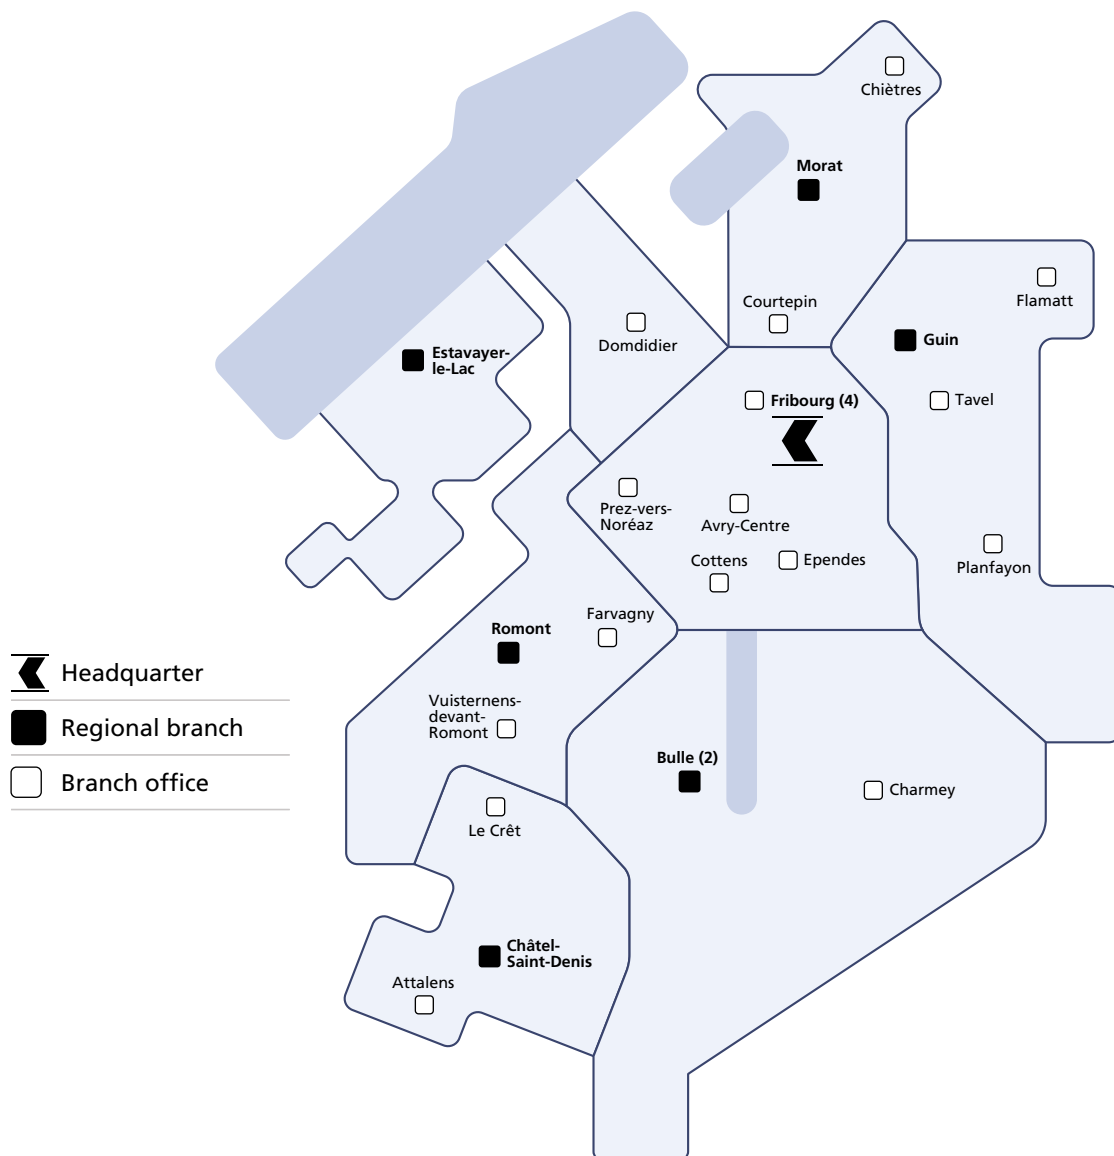 Chiètres
Morat
Flamatt
Courtepin
Domdidier
Guin
Estavayer-
le-Lac
Tavel
Fribourg (4)
Prez-vers-
Noréaz
Avry-Centre
Cottens
Ependes
Planfayon
Farvagny
Romont
Headquarter
Regional branch
Branch office
Vuisternens-
devant-
Romont
Bulle (2)
Charmey
Le Crêt
Châtel-
Saint-Denis
Attalens